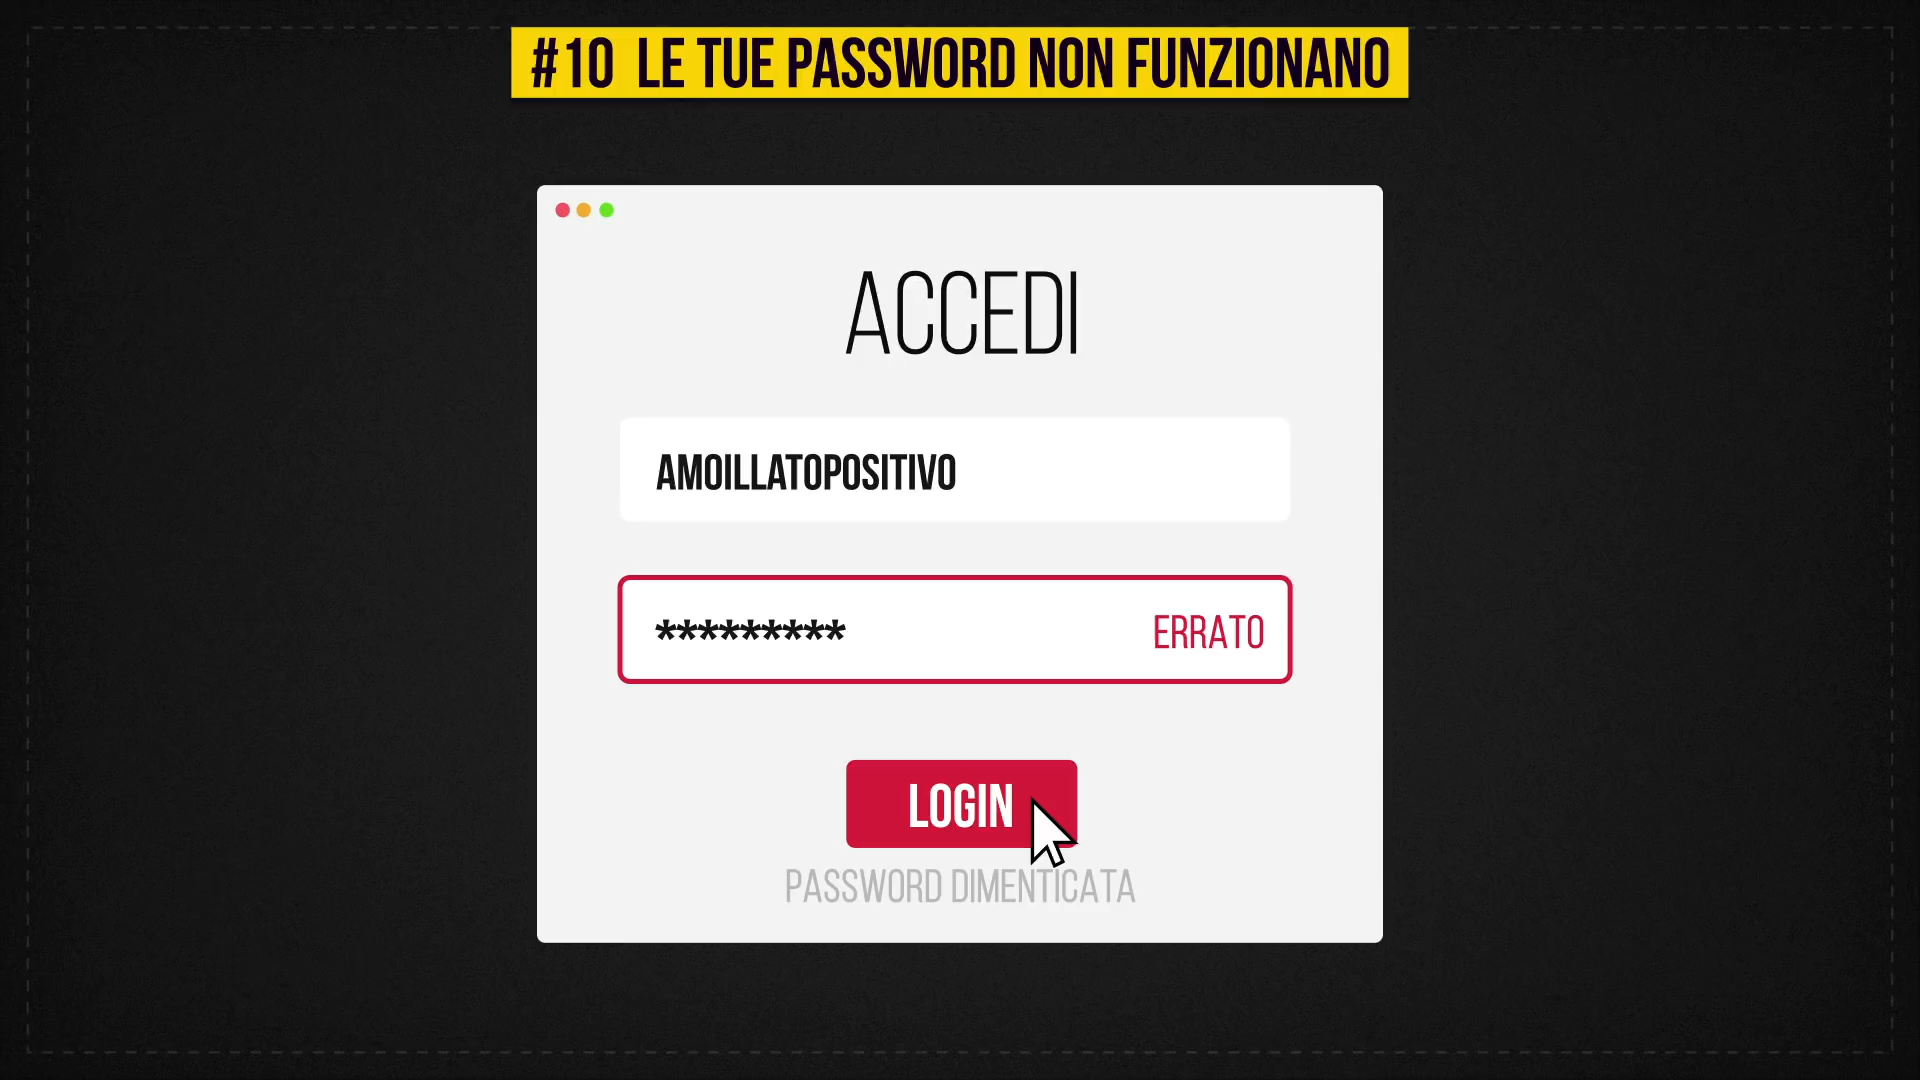 #10 LE TUE PASSWORD NON FUNZIONANO
ACCEDI
AMOILLATOPOSITIVO
*********
ERRATO
LOGIN
PASSWORD DIMENTICATA